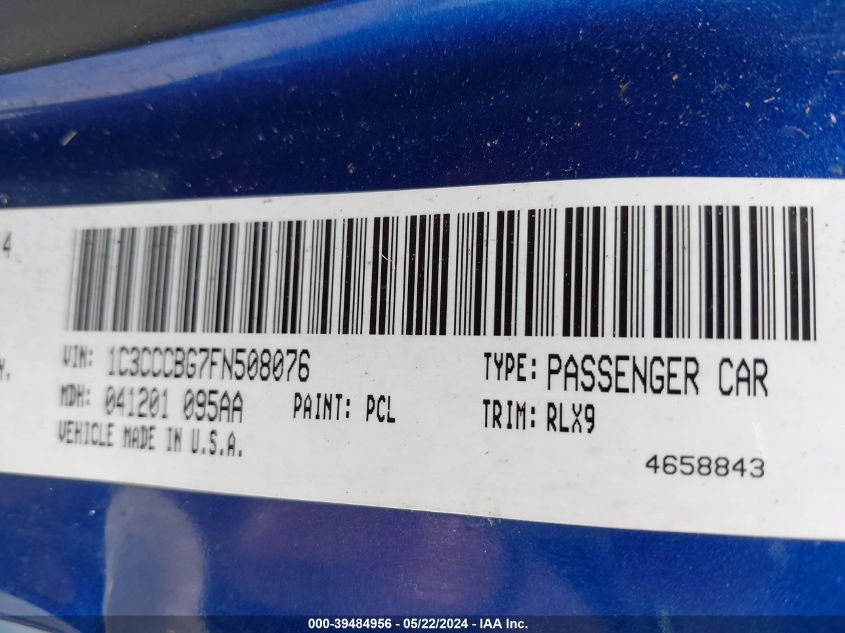 4
VIN: 1C3CCCBG7FN508076 TYPE: PASSENGER CAR
Y,
MDH: 041201 095AA PAINT: PCL TRIM: RLX9
VEHICLE MADE IN U.S.A.
4658843
000-39484956 - 05/22/2024 - IAA Inc.